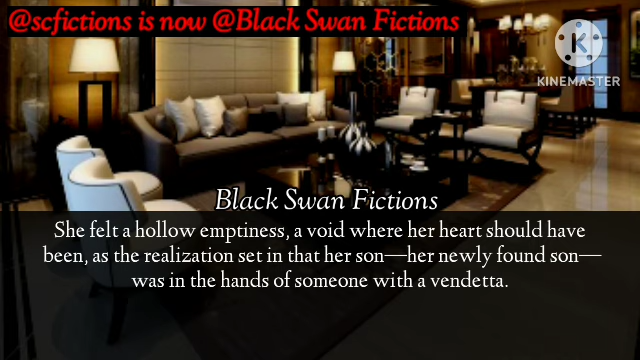 @scfictions is now @Black Swan Fictions
KINEMASTER
Black Swan Fictions
She felt a hollow emptiness, a void where her heart should have
been, as the realization set in that her son—her newly found son—
was in the hands of someone with a vendetta.